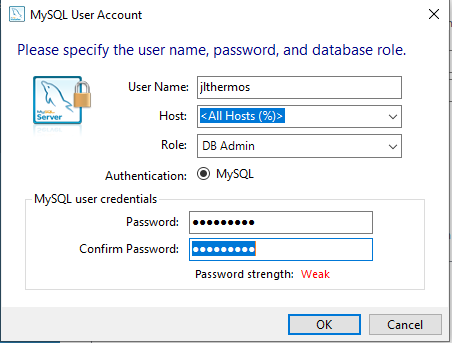 MySQL User Account
Please specify the user name, password, and database role.
MySQL
Server
User Name: jlthermos
Host: <All Hosts (%)>
Role: DB Admin
Authentication: MySQL
MySQL user credentials
Password: ●●●●●●●●●
Confirm Password: ●●●●●●●●●
Password strength: Weak
OK Cancel